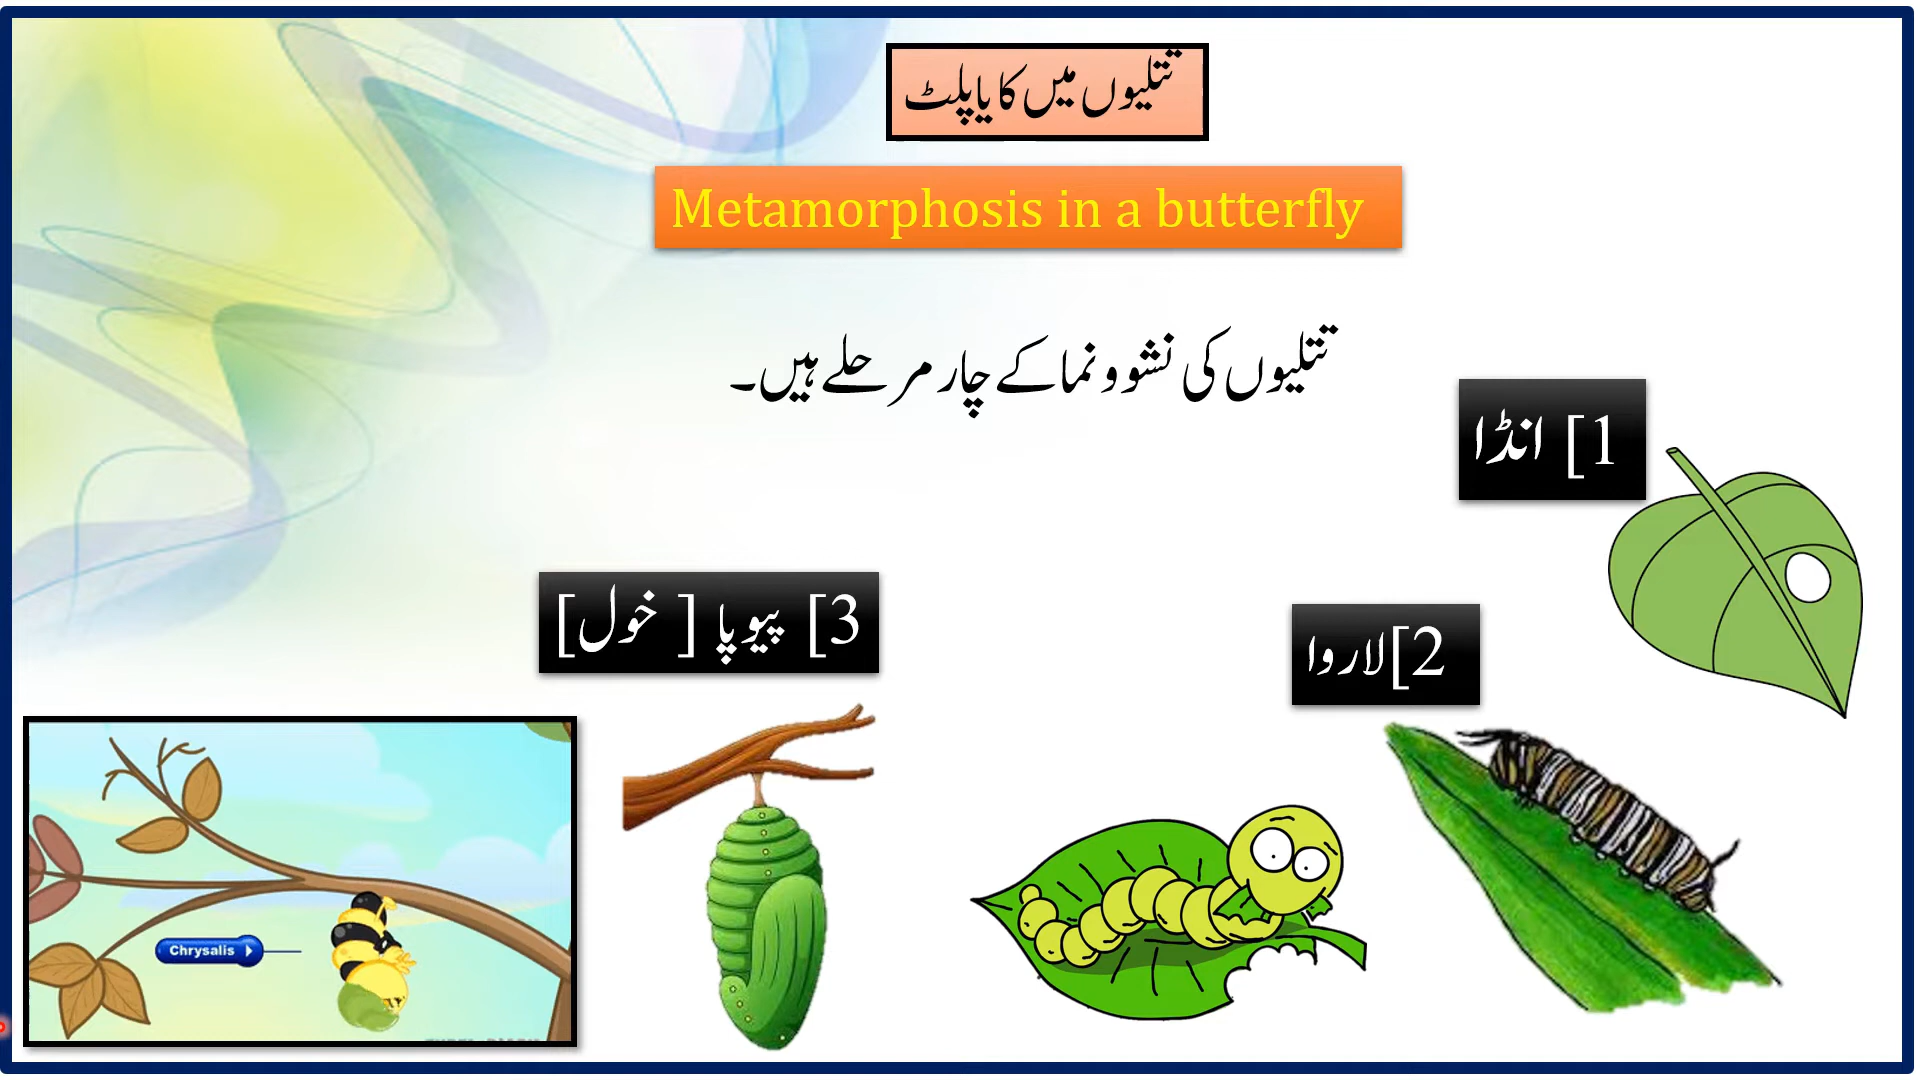 تتلیوں میں کایاپلٹ
Metamorphosis in a butterfly
تتلیوں کی نشوونما کے چار مرحلے ہیں۔
1] انڈا
2]لاروا
3] پیوپا [ خول]
Chrysalis